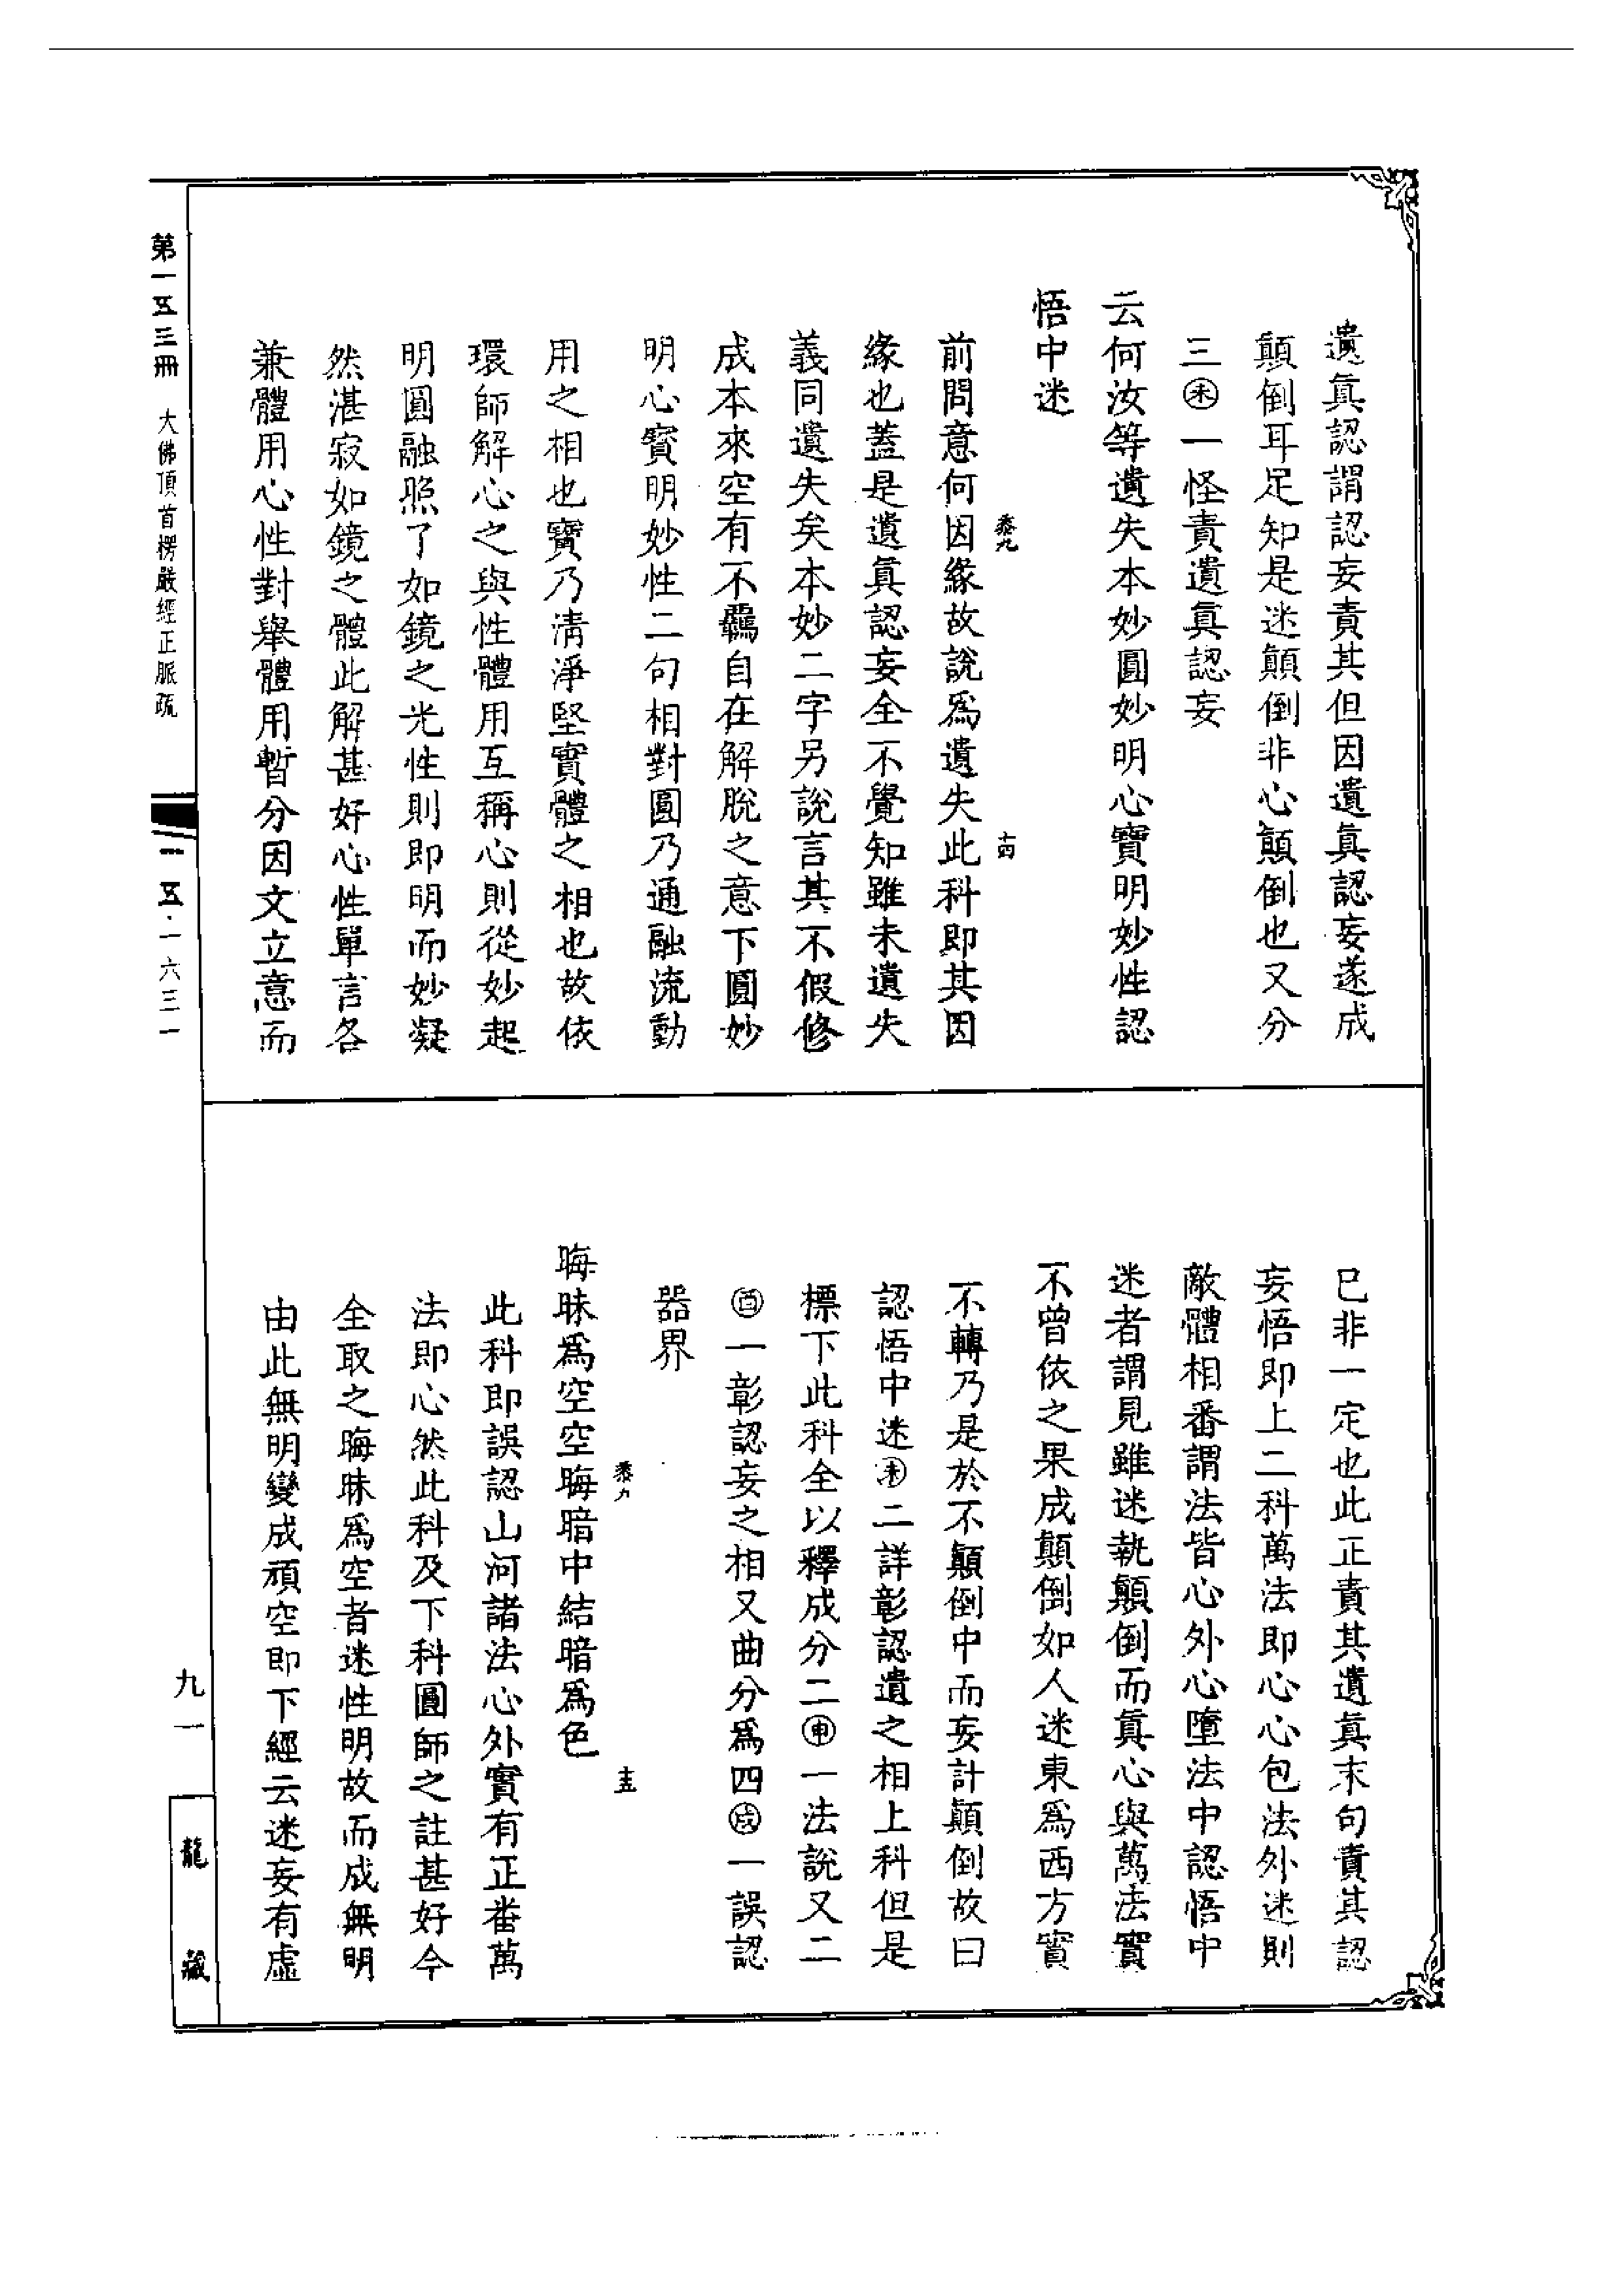 遺真認謂認妄責其但因遺真認妄遂成
顛倒耳足知是迷顛倒非心顛倒也又分
三㊍一怪責遺真認妄
云何汝等遺失本妙圓妙明心寶明妙性認
悟中迷
黍九
十四
前問意何因緣故說爲遺失此科即其因
緣也蓋是遺真認妄全不覺知雖未遺失
義同遺失矣本妙二字另說言其不假修
成本來空有不羈自在解脫之意下圓妙
明心寶明妙性二句相對圓乃通融流動
用之相也寶乃清淨堅實體之相也故依
環師解心之與性體用互稱心則從妙起
明圓融照了如鏡之光性則即明而妙凝
然湛寂如鏡之體此解甚好心性單言各
兼體用心性對舉體用暫分因文立意而
已非一定也此正責其遺真末句責其認
妄悟即上二科萬法即心心包法外迷則
敵體相番謂法皆心外心墮法中認悟中
迷者謂見雖迷執顛倒而真心與萬法實
不曾依之果成顛倒如人迷東爲西方實
不轉乃是於不顛倒中而妄計顛倒故曰
認悟中迷㊍二詳彰認遺之相上科但是
標下此科全以釋成分二㊥一法說又二
一彰認妄之相又曲分爲四一誤認
器界
黍九
十五
晦昧爲空空晦暗中結暗爲色
此科即誤認山河諸法心外實有正番萬
法即心然此科及下科圓師之註甚好今
全取之晦昧爲空者迷性明故而成無明
由此無明變成頑空即下經云迷妄有虛
第一五三冊
大佛頂首楞嚴經正脈疏
一五·一六三一
九一
龍藏